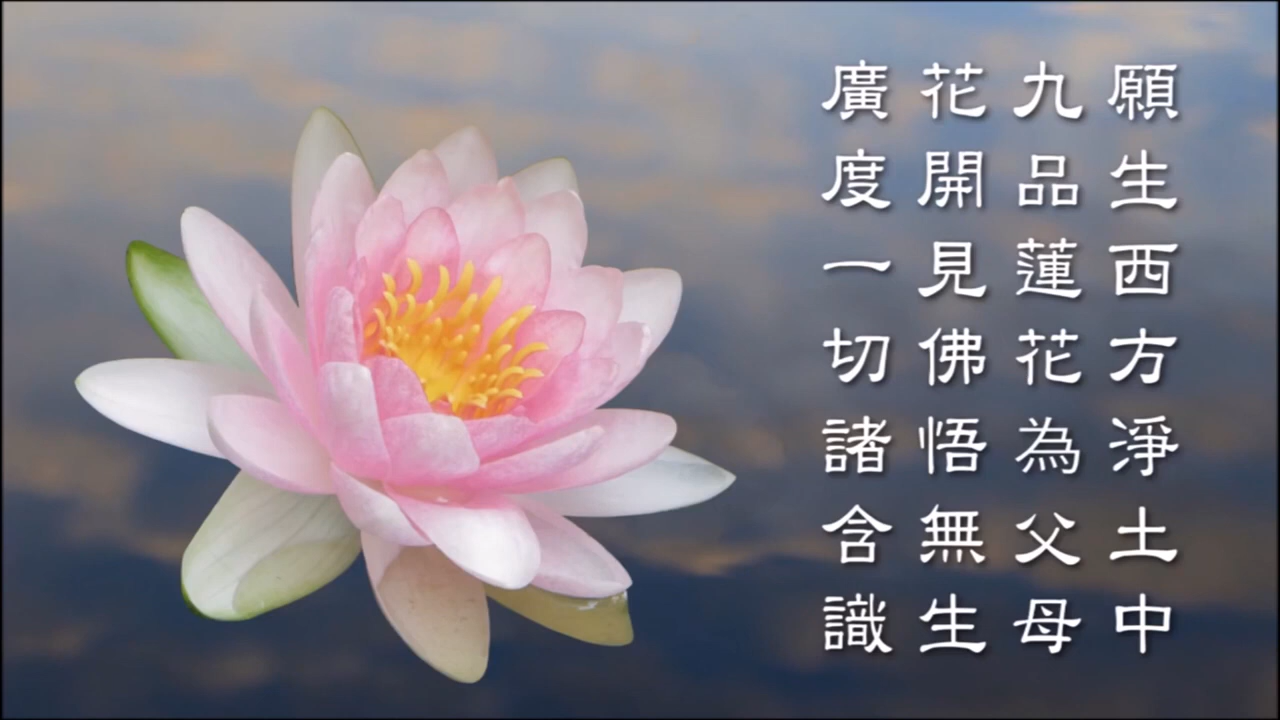 願生西方淨土中
九品蓮花為父母
花開見佛悟無生
廣度一切諸含識